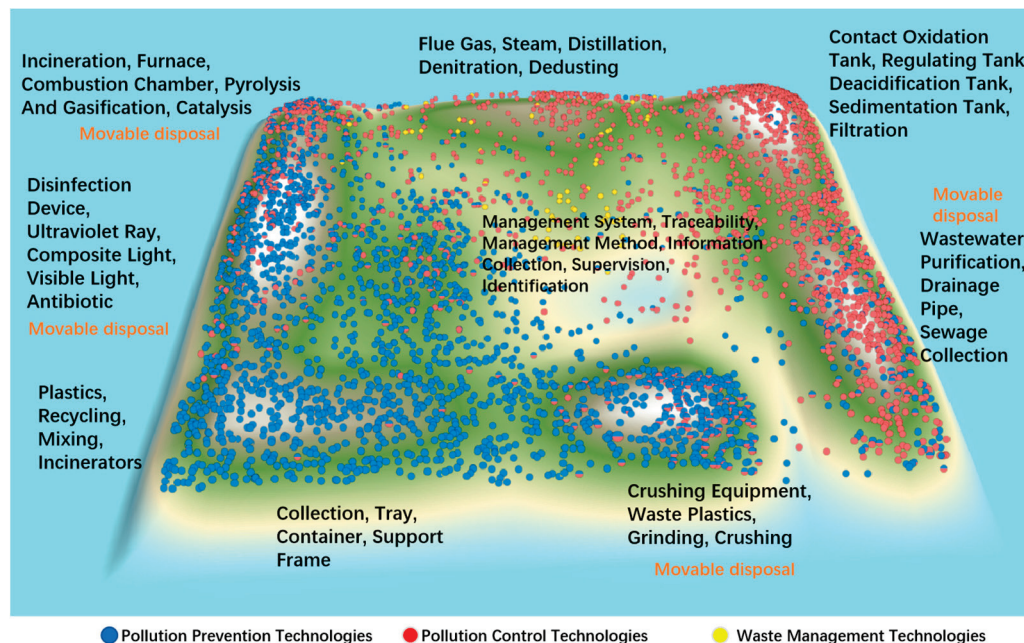 Incineration, Furnace,
Combustion Chamber, Pyrolysis
And Gasification, Catalysis
Movable disposal
Flue Gas, Steam, Distillation,
Denitration, Dedusting
Contact Oxidation
Tank, Regulating Tank
Deacidification Tank,
Sedimentation Tank,
Filtration
Disinfection
Device,
Ultraviolet Ray,
Composite Light,
Visible Light,
Antibiotic
Movable disposal
Management System, Traceability,
Management Method, Information
Collection, Supervision,
Identification
Movable
disposal
Wastewater
Purification,
Drainage
Pipe,
Sewage
Collection
Plastics,
Recycling,
Mixing,
Incinerators
Collection, Tray,
Container, Support
Frame
Crushing Equipment,
Waste Plastics,
Grinding, Crushing
Movable disposal
Pollution Prevention Technologies
Pollution Control Technologies
Waste Management Technologies